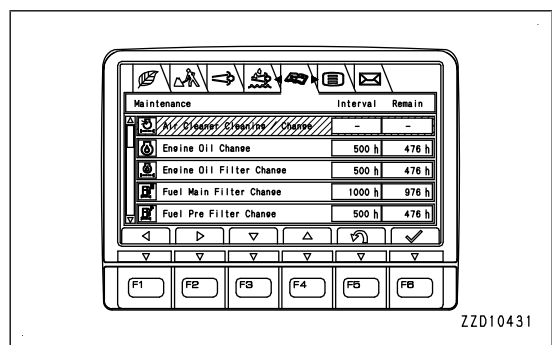 Maintenance Interval Remain
Air Cleaner Cleaning / Change - -
Engine Oil Change 500 h 476 h
Engine Oil Filter Change 500 h 476 h
Fuel Main Filter Change 1000 h 976 h
Fuel Pre Filter Change 500 h 476 h
F1 F2 F3 F4 F5 F6
ZZD10431